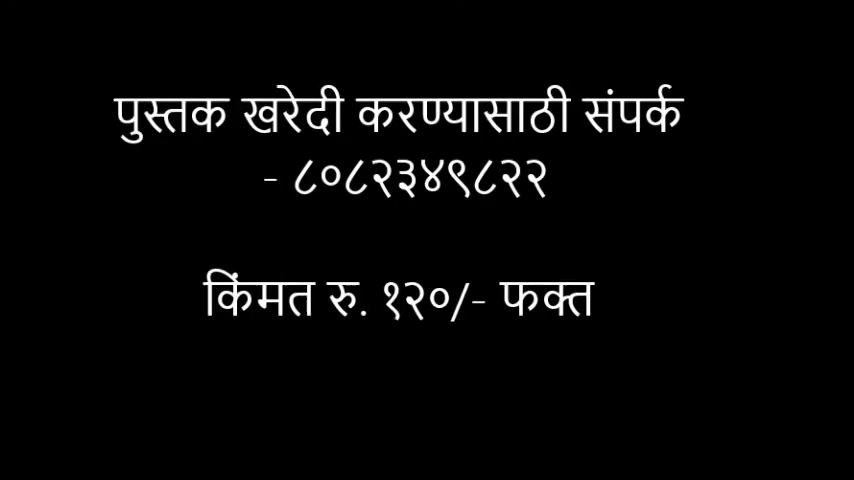 पुस्तक खरेदी करण्यासाठी संपर्क
- ८०८२३४९८२२
किंमत रु. १२०/- फक्त